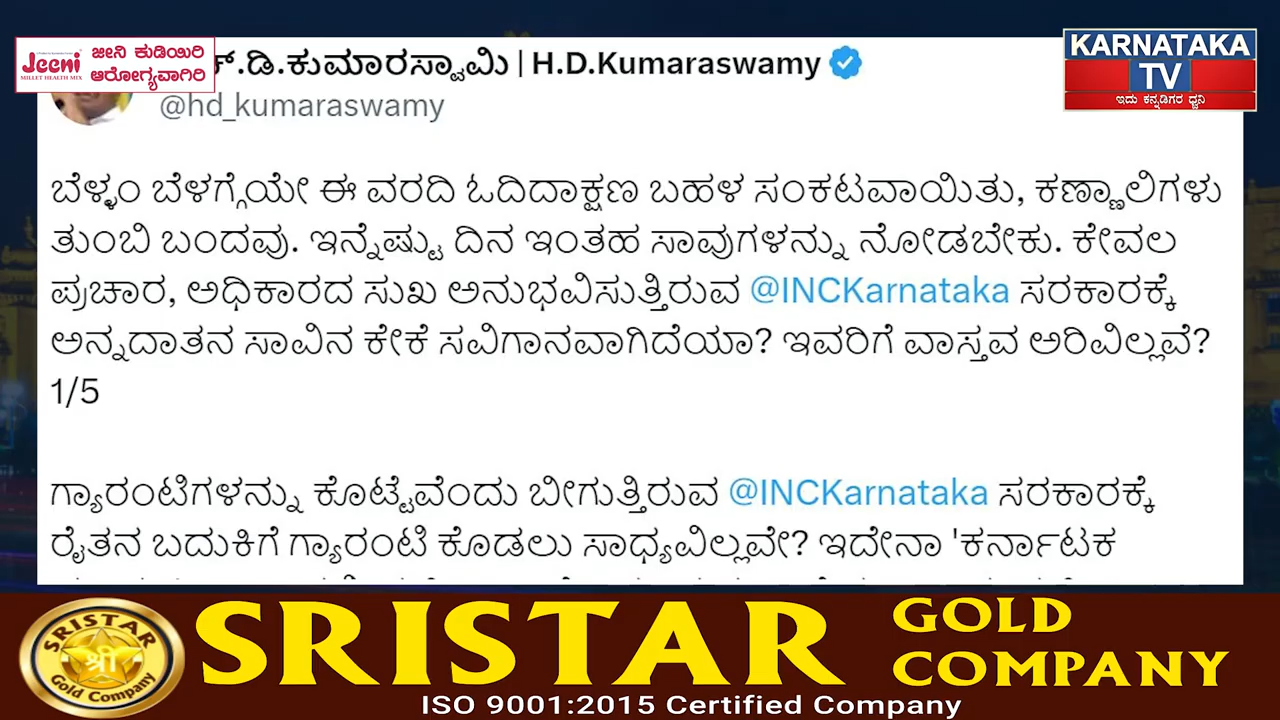 Jeeni
MILLET HEALTH MIX
ಜೀನಿ ಕುಡಿಯಿರಿ
ಆರೋಗ್ಯವಾಗಿರಿ
.ಡಿ.ಕುಮಾರಸ್ವಾಮಿ | H.D.Kumaraswamy
@hd_kumaraswamy
KARNATAKA
TV
ಇದು ಕನ್ನಡಿಗರ ಧ್ವನಿ
ಬೆಳ್ಳಂ ಬೆಳಗ್ಗೆಯೇ ಈ ವರದಿ ಓದಿದಾಕ್ಷಣ ಬಹಳ ಸಂಕಟವಾಯಿತು, ಕಣ್ಣಾಲಿಗಳು
ತುಂಬಿ ಬಂದವು. ಇನ್ನೆಷ್ಟು ದಿನ ಇಂತಹ ಸಾವುಗಳನ್ನು ನೋಡಬೇಕು. ಕೇವಲ
ಪ್ರಚಾರ, ಅಧಿಕಾರದ ಸುಖ ಅನುಭವಿಸುತ್ತಿರುವ @INCKarnataka ಸರಕಾರಕ್ಕೆ
ಅನ್ನದಾತನ ಸಾವಿನ ಕೇಕೆ ಸವಿಗಾನವಾಗಿದೆಯಾ? ಇವರಿಗೆ ವಾಸ್ತವ ಅರಿವಿಲ್ಲವೆ?
1/5
ಗ್ಯಾರಂಟಿಗಳನ್ನು ಕೊಟ್ಟೆವೆಂದು ಬೀಗುತ್ತಿರುವ @INCKarnataka ಸರಕಾರಕ್ಕೆ
ರೈತನ ಬದುಕಿಗೆ ಗ್ಯಾರಂಟಿ ಕೊಡಲು ಸಾಧ್ಯವಿಲ್ಲವೇ? ಇದೇನಾ 'ಕರ್ನಾಟಕ
SRISTAR
ಶ್ರೀ
Gold Company
SRISTAR
GOLD
COMPANY
ISO 9001:2015 Certified Company